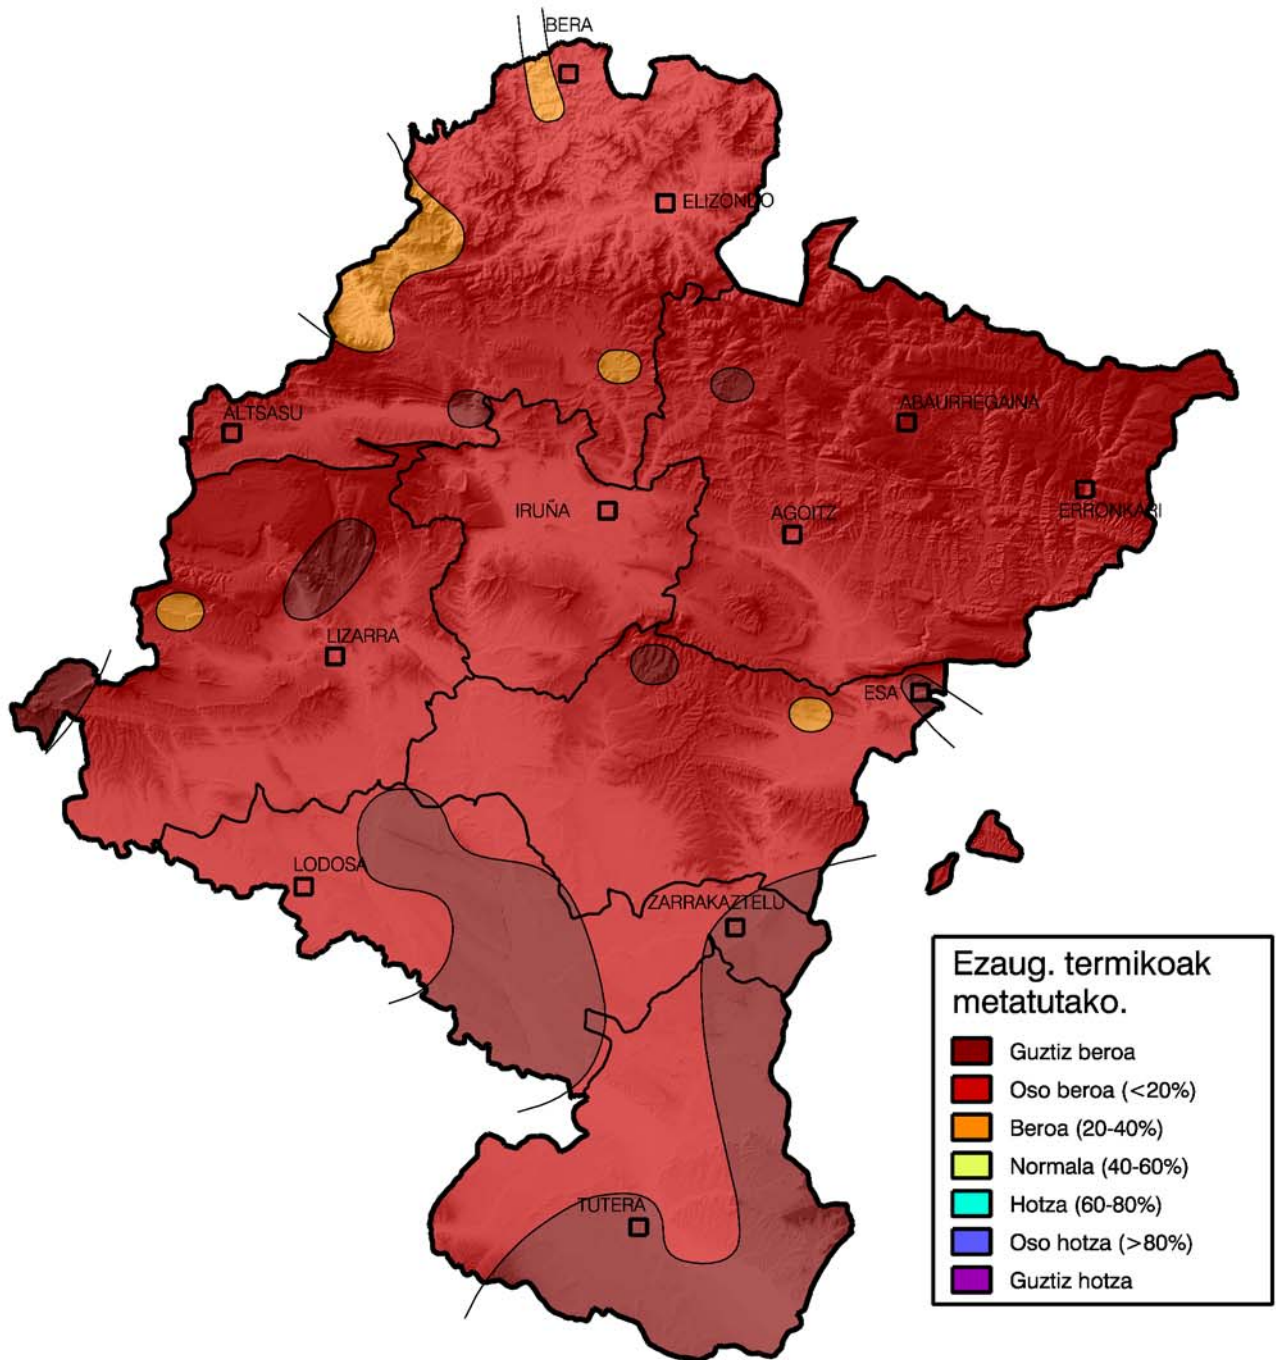 BERA
ELIZONDO
ALTSASU
ABAURREGAINA
IRUÑA
AGOITZ
ERRONKARI
LIZARRA
ESA
LODOSA
ZARRAKAZTELU
TUTERA
Ezaug. termikoak
metatutako.
Guztiz beroa
Oso beroa (<20%)
Beroa (20-40%)
Normala (40-60%)
Hotza (60-80%)
Oso hotza (>80%)
Guztiz hotza